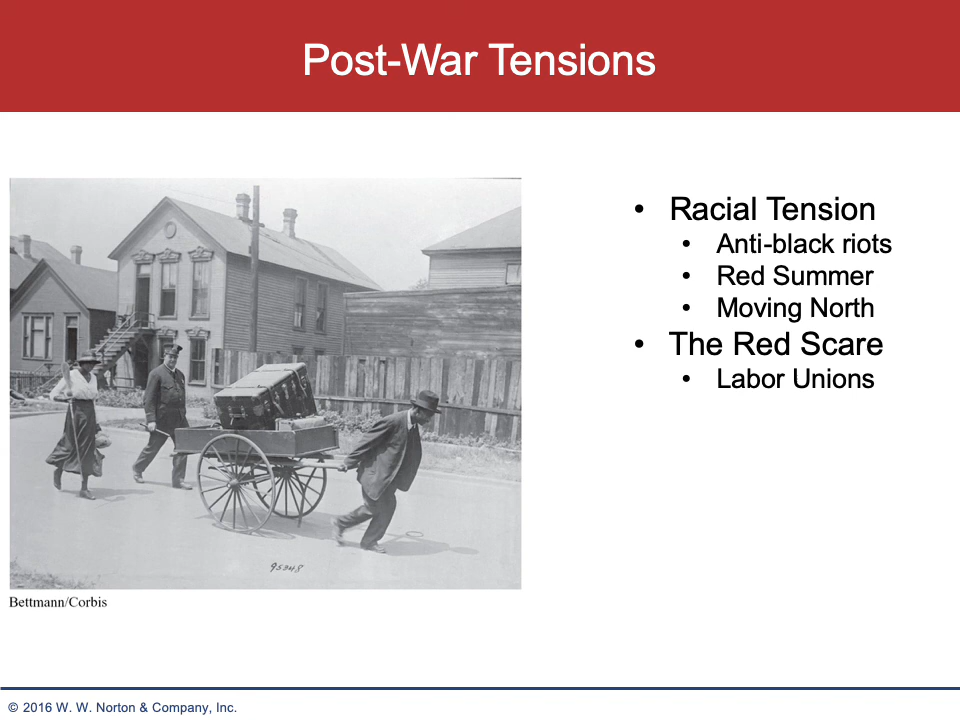 Post-War Tensions
• Racial Tension
• Anti-black riots
• Red Summer
• Moving North
• The Red Scare
• Labor Unions
95348
Bettmann/Corbis
© 2016 W. W. Norton & Company, Inc.